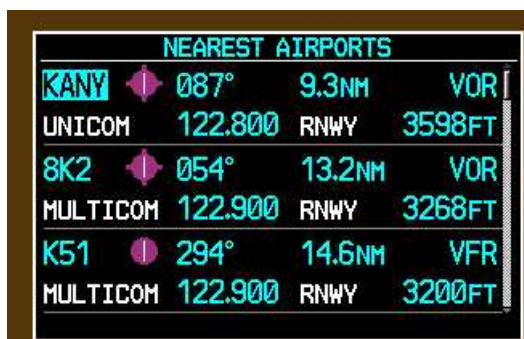 NEAREST AIRPORTS
KANY 087° 9.3NM VOR
UNICOM 122.800 RNWY 3598FT
8K2 054° 13.2NM VOR
MULTICOM 122.900 RNWY 3268FT
K51 294° 14.6NM VFR
MULTICOM 122.900 RNWY 3200FT